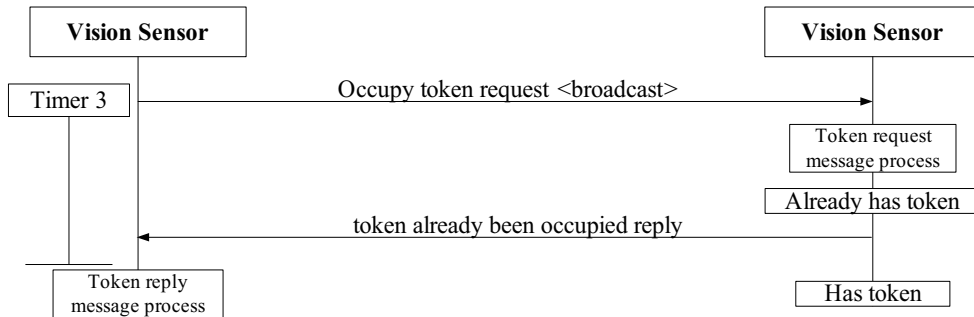 Vision Sensor
Vision Sensor
Timer 3
Occupy token request <broadcast>
Token request
message process
Already has token
token already been occupied reply
Token reply
message process
Has token